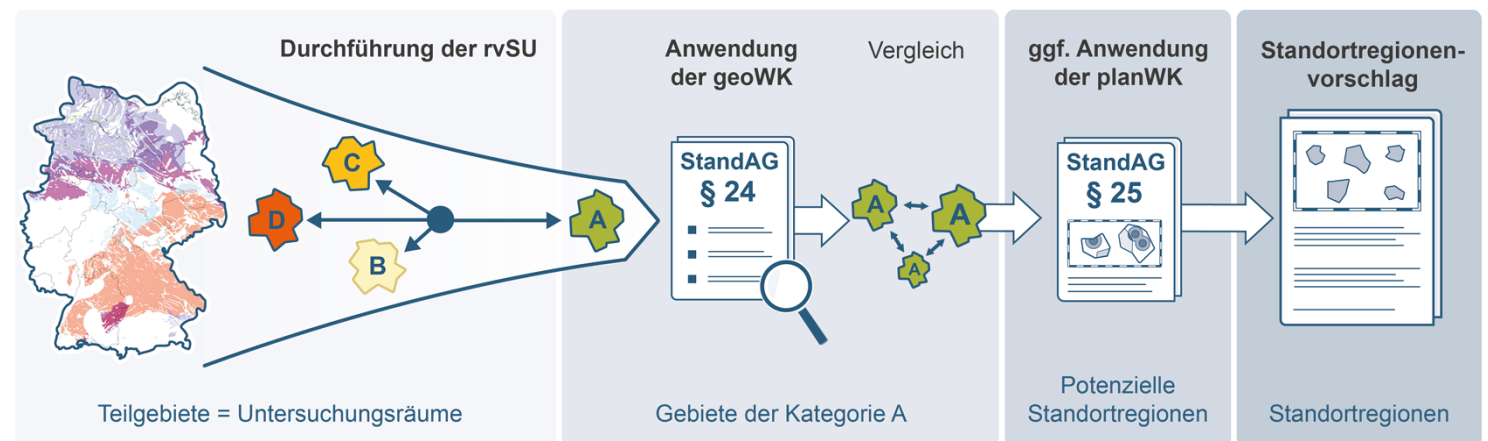 Durchführung der rvSU
C
D
A
B
Teilgebiete = Untersuchungsräume
Anwendung
der geoWK
Vergleich
StandAG
§ 24
A
A
A
Gebiete der Kategorie A
ggf. Anwendung
der planWK
StandAG
§ 25
Potenzielle
Standortregionen
Standortregionen-
vorschlag
Standortregionen